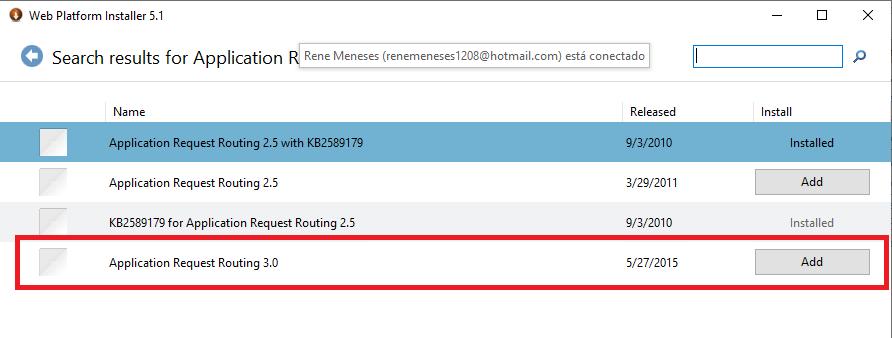 Web Platform Installer 5.1
Search results for Application R
Rene Meneses (renemeneses1208@hotmail.com) está conectado
Name Released Install
Application Request Routing 2.5 with KB2589179 9/3/2010 Installed
Application Request Routing 2.5 3/29/2011 Add
KB2589179 for Application Request Routing 2.5 9/3/2010 Installed
Application Request Routing 3.0 5/27/2015 Add